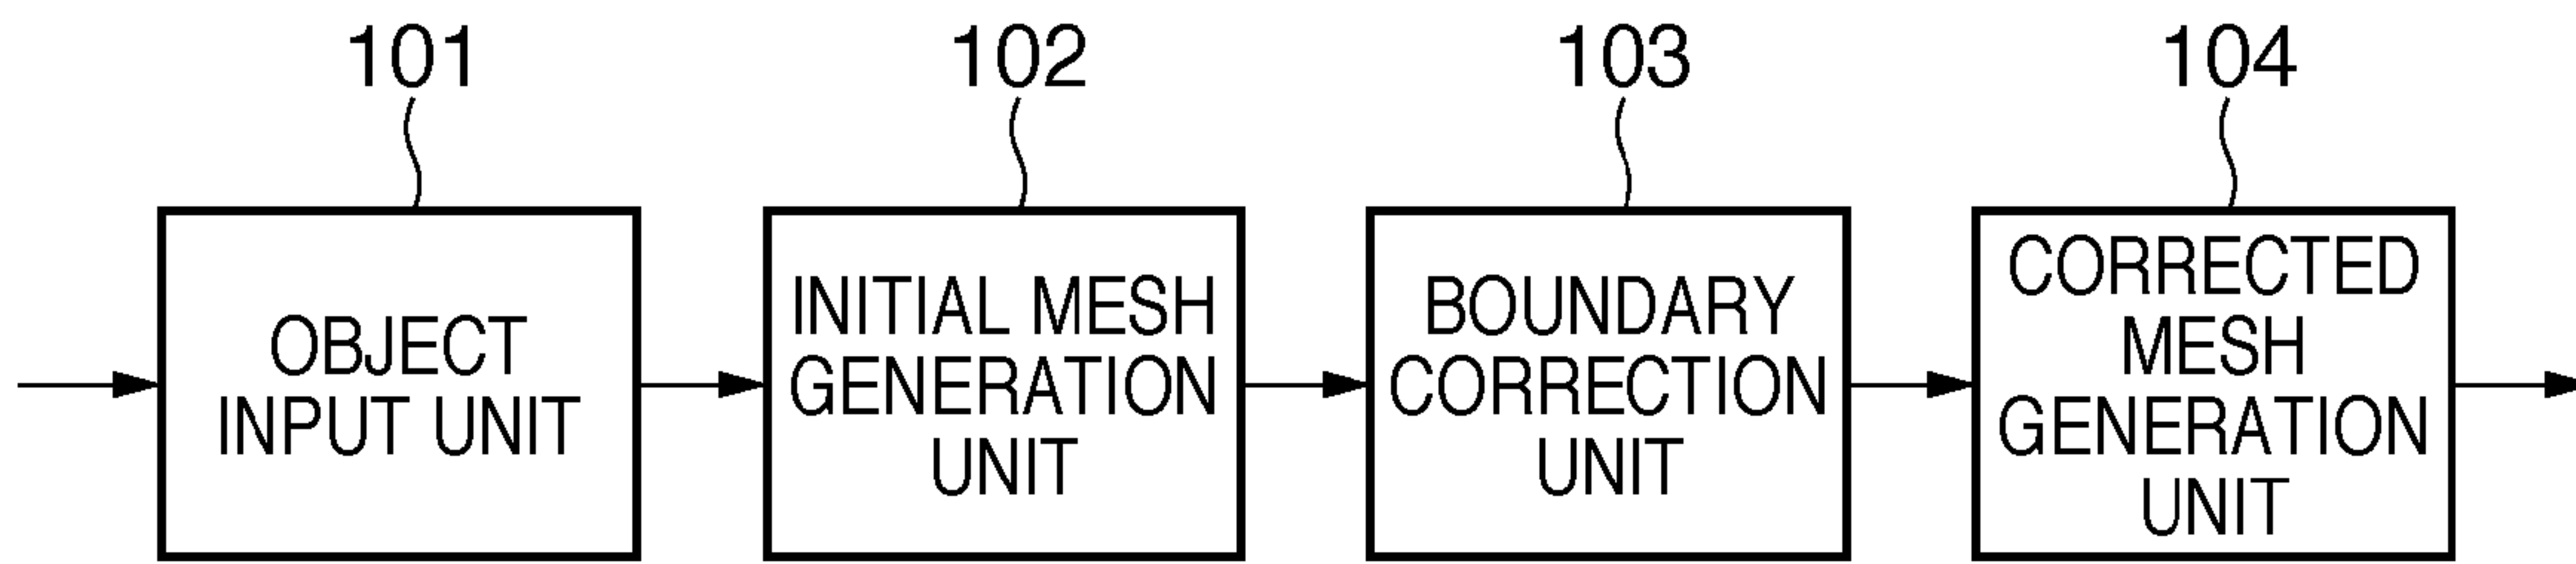 101
102
103
104
OBJECT
INPUT UNIT
INITIAL MESH
GENERATION
UNIT
BOUNDARY
CORRECTION
UNIT
CORRECTED
MESH
GENERATION
UNIT